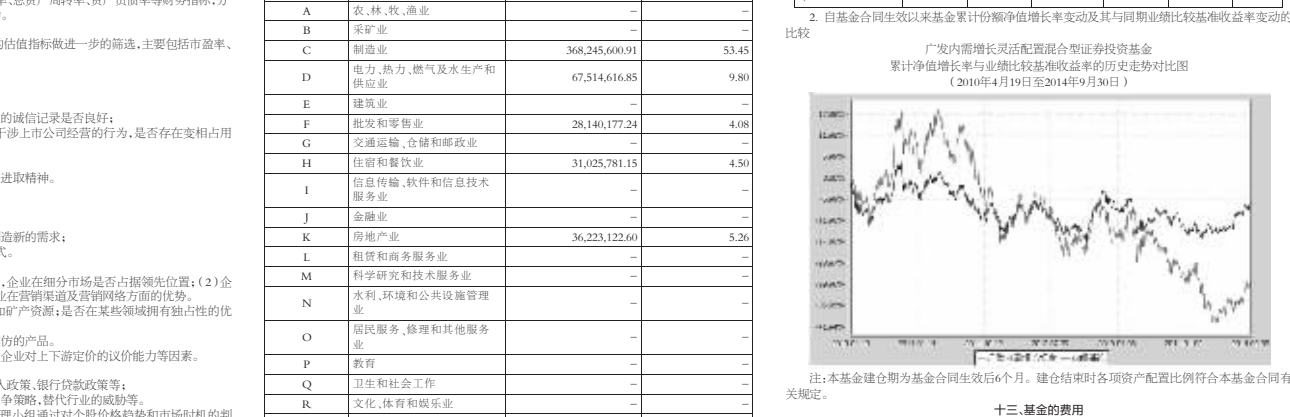 的估值指标做进一步的筛选,主要包括市盈率、
的诚信记录是否良好;
干涉上市公司经营的行为,是否存在变相占用
进取精神。
造新的需求;
式。
,企业在细分市场是否占据领先位置;(2)企
业在营销渠道及营销网络方面的优势。
和矿产资源;是否在某些领域拥有独占性的优
仿的产品。
企业对上下游定价的议价能力等因素。
入政策、银行贷款政策等;
争策略,替代行业的威胁等。
理小组通过对个股价格趋势和市场时机的判
A 农、林、牧、渔业 – –
B 采矿业 – –
C 制造业 368,245,600.91 53.45
D 电力、热力、燃气及水生产和
供应业 67,514,616.85 9.80
E 建筑业 – –
F 批发和零售业 28,140,177.24 4.08
G 交通运输、仓储和邮政业 – –
H 住宿和餐饮业 31,025,781.15 4.50
I 信息传输、软件和信息技术
服务业 – –
J 金融业 – –
K 房地产业 36,223,122.60 5.26
L 租赁和商务服务业 – –
M 科学研究和技术服务业 – –
N 水利、环境和公共设施管理
业 – –
O 居民服务、修理和其他服务
业 – –
P 教育 – –
Q 卫生和社会工作 – –
R 文化、体育和娱乐业 – –
2. 自基金合同生效以来基金累计份额净值增长率变动及其与同期业绩比较基准收益率变动的
比较
广发内需增长灵活配置混合型证券投资基金
累计净值增长率与业绩比较基准收益率的历史走势对比图
(2010年4月19日至2014年9月30日)
注:本基金建仓期为基金合同生效后6个月。建仓结束时各项资产配置比例符合本基金合同有
关规定。
十三、基金的费用